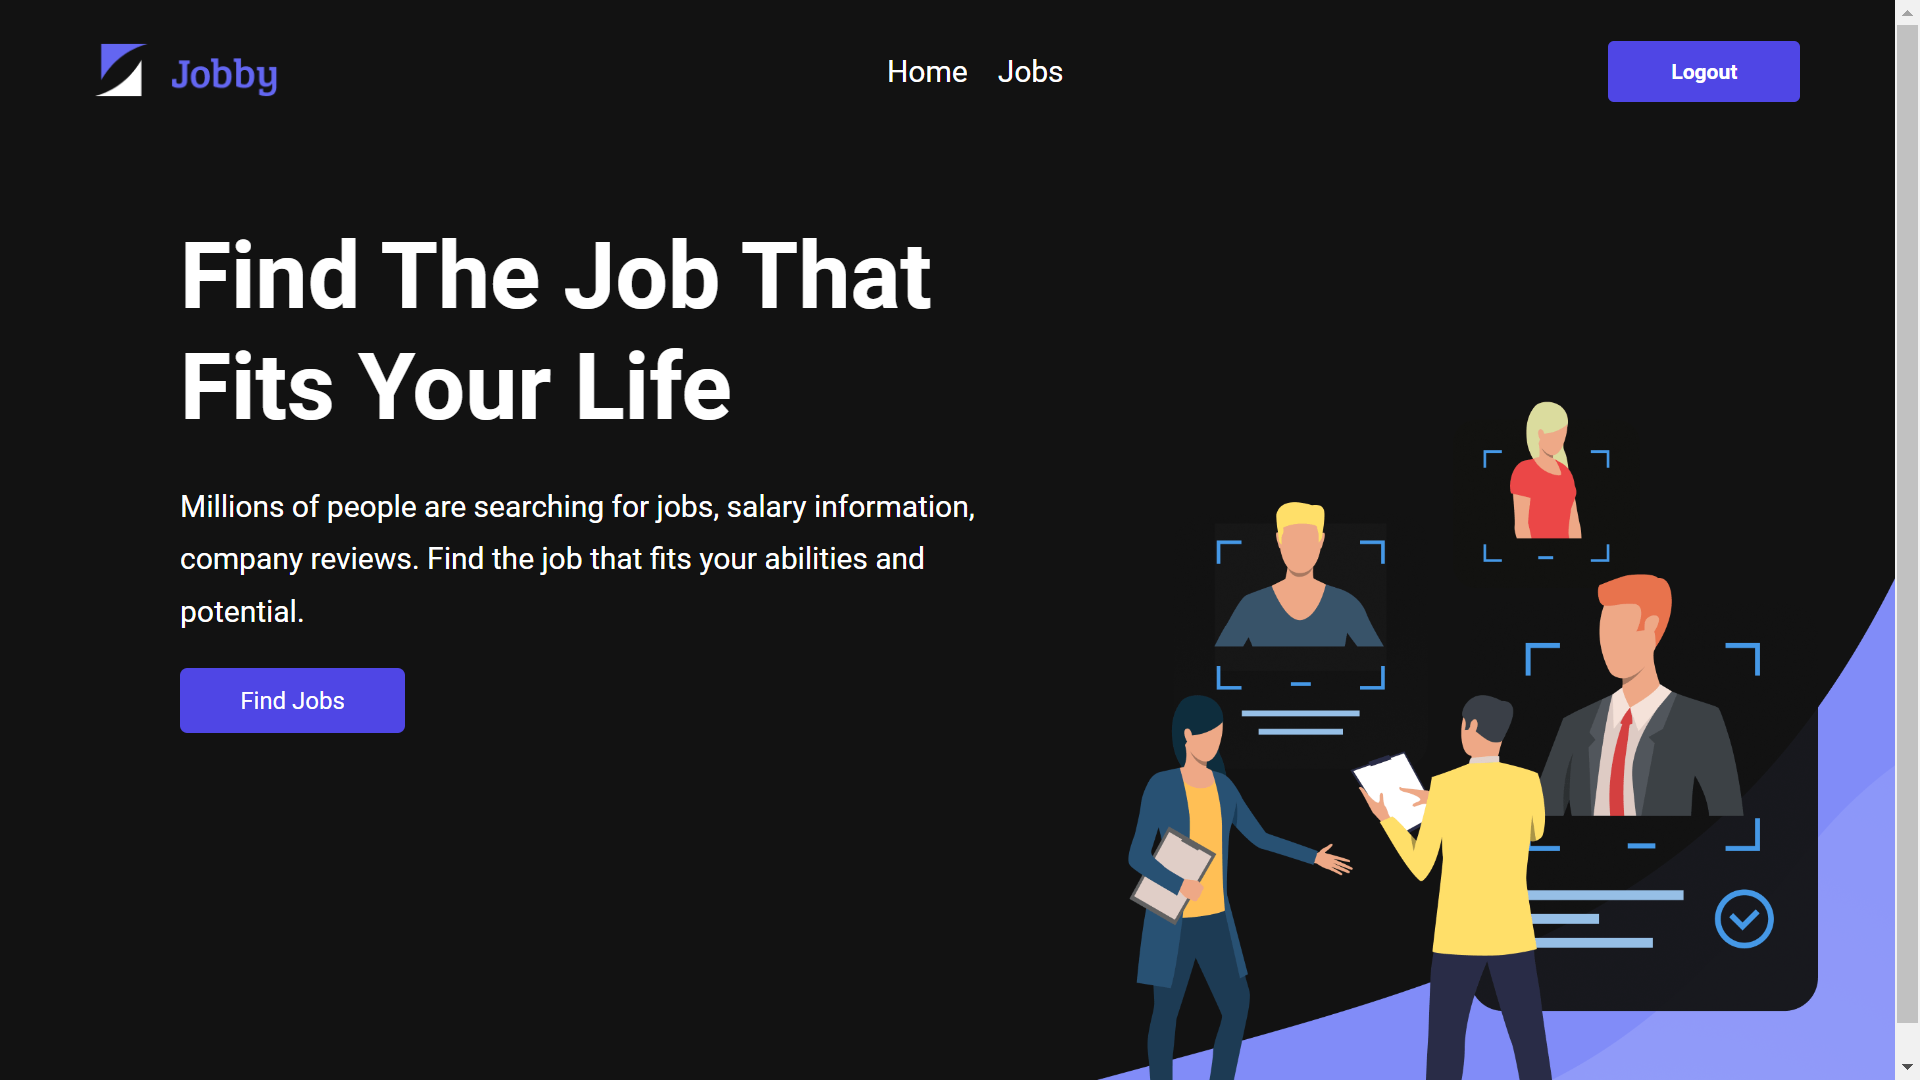 Jobby
Home Jobs
Logout
Find The Job That
Fits Your Life
Millions of people are searching for jobs, salary information,
company reviews. Find the job that fits your abilities and
potential.
Find Jobs